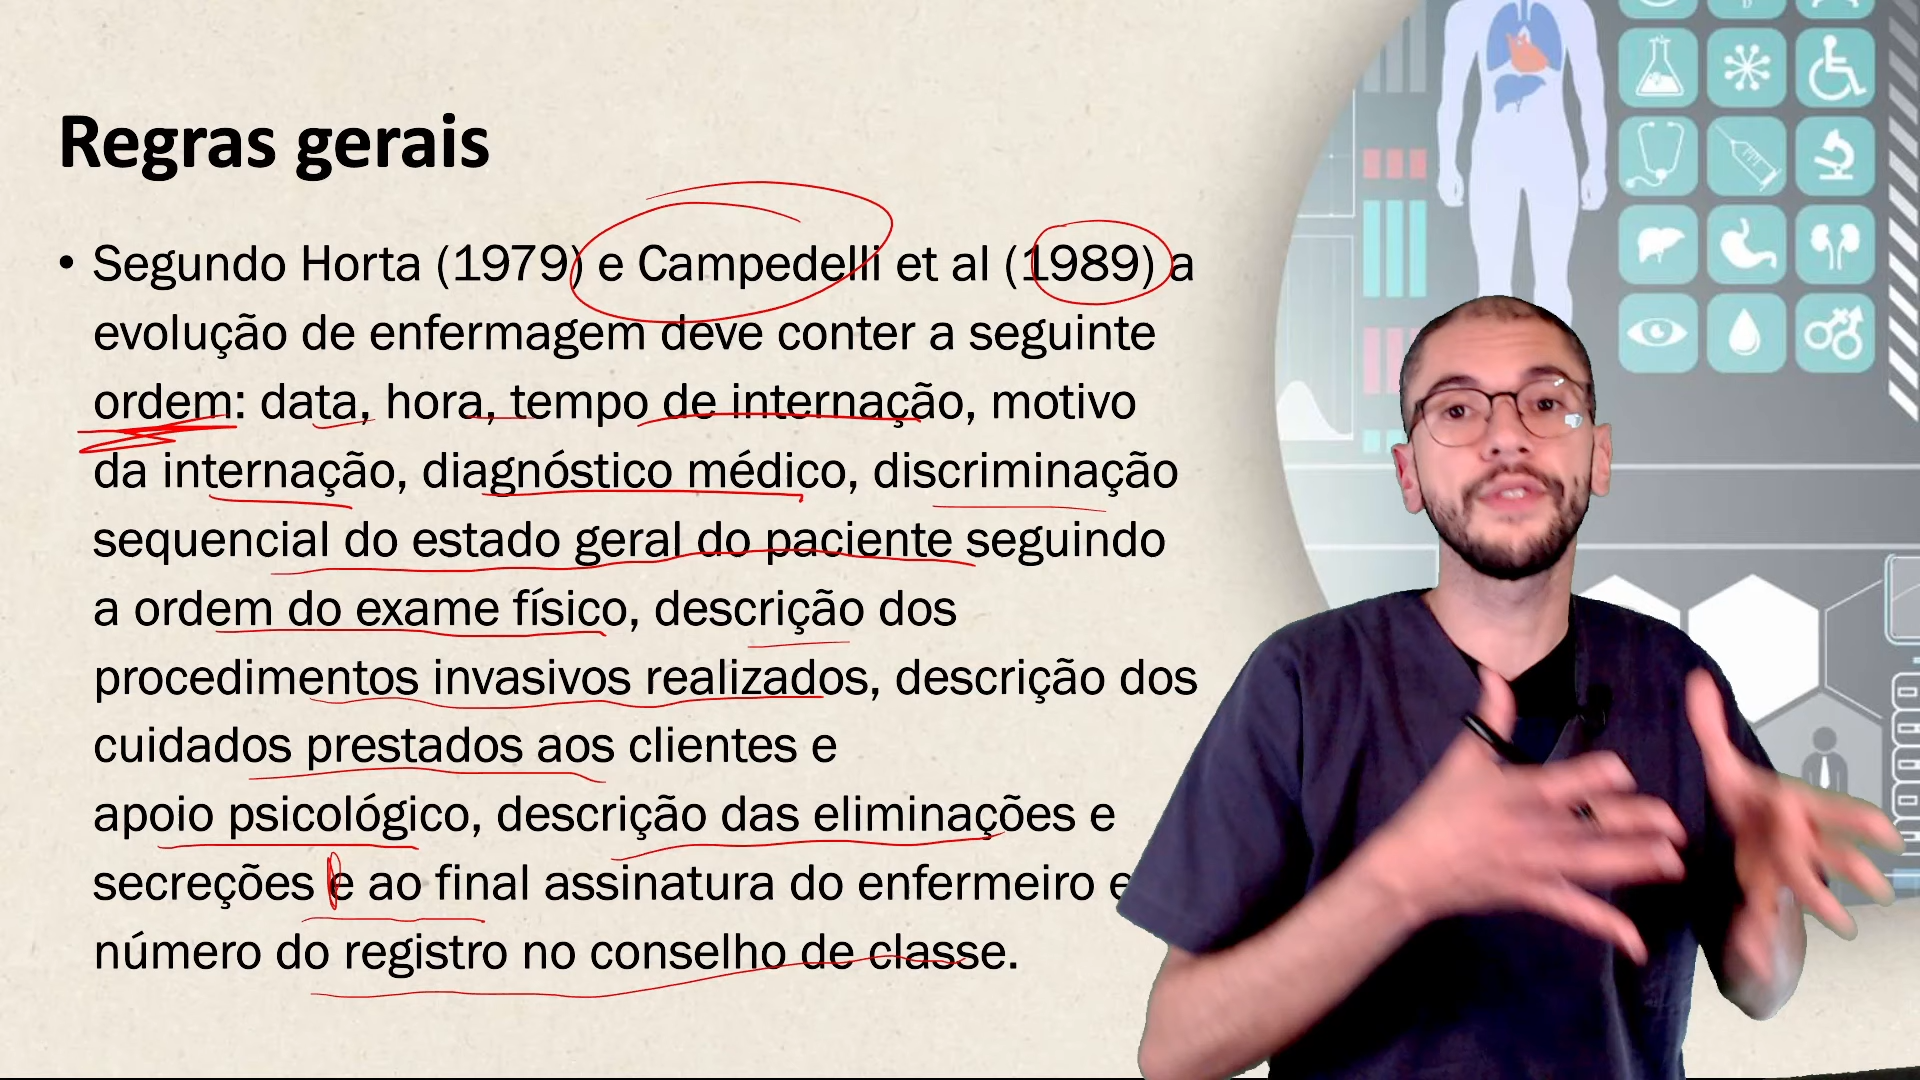 Regras gerais
• Segundo Horta (1979) e Campedelli et al (1989) a
evolução de enfermagem deve conter a seguinte
ordem: data, hora, tempo de internação, motivo
da internação, diagnóstico médico, discriminação
sequencial do estado geral do paciente seguindo
a ordem do exame físico, descrição dos
procedimentos invasivos realizados, descrição dos
cuidados prestados aos clientes e
apoio psicológico, descrição das eliminações e
secreções e ao final assinatura do enfermeiro e
número do registro no conselho de classe.